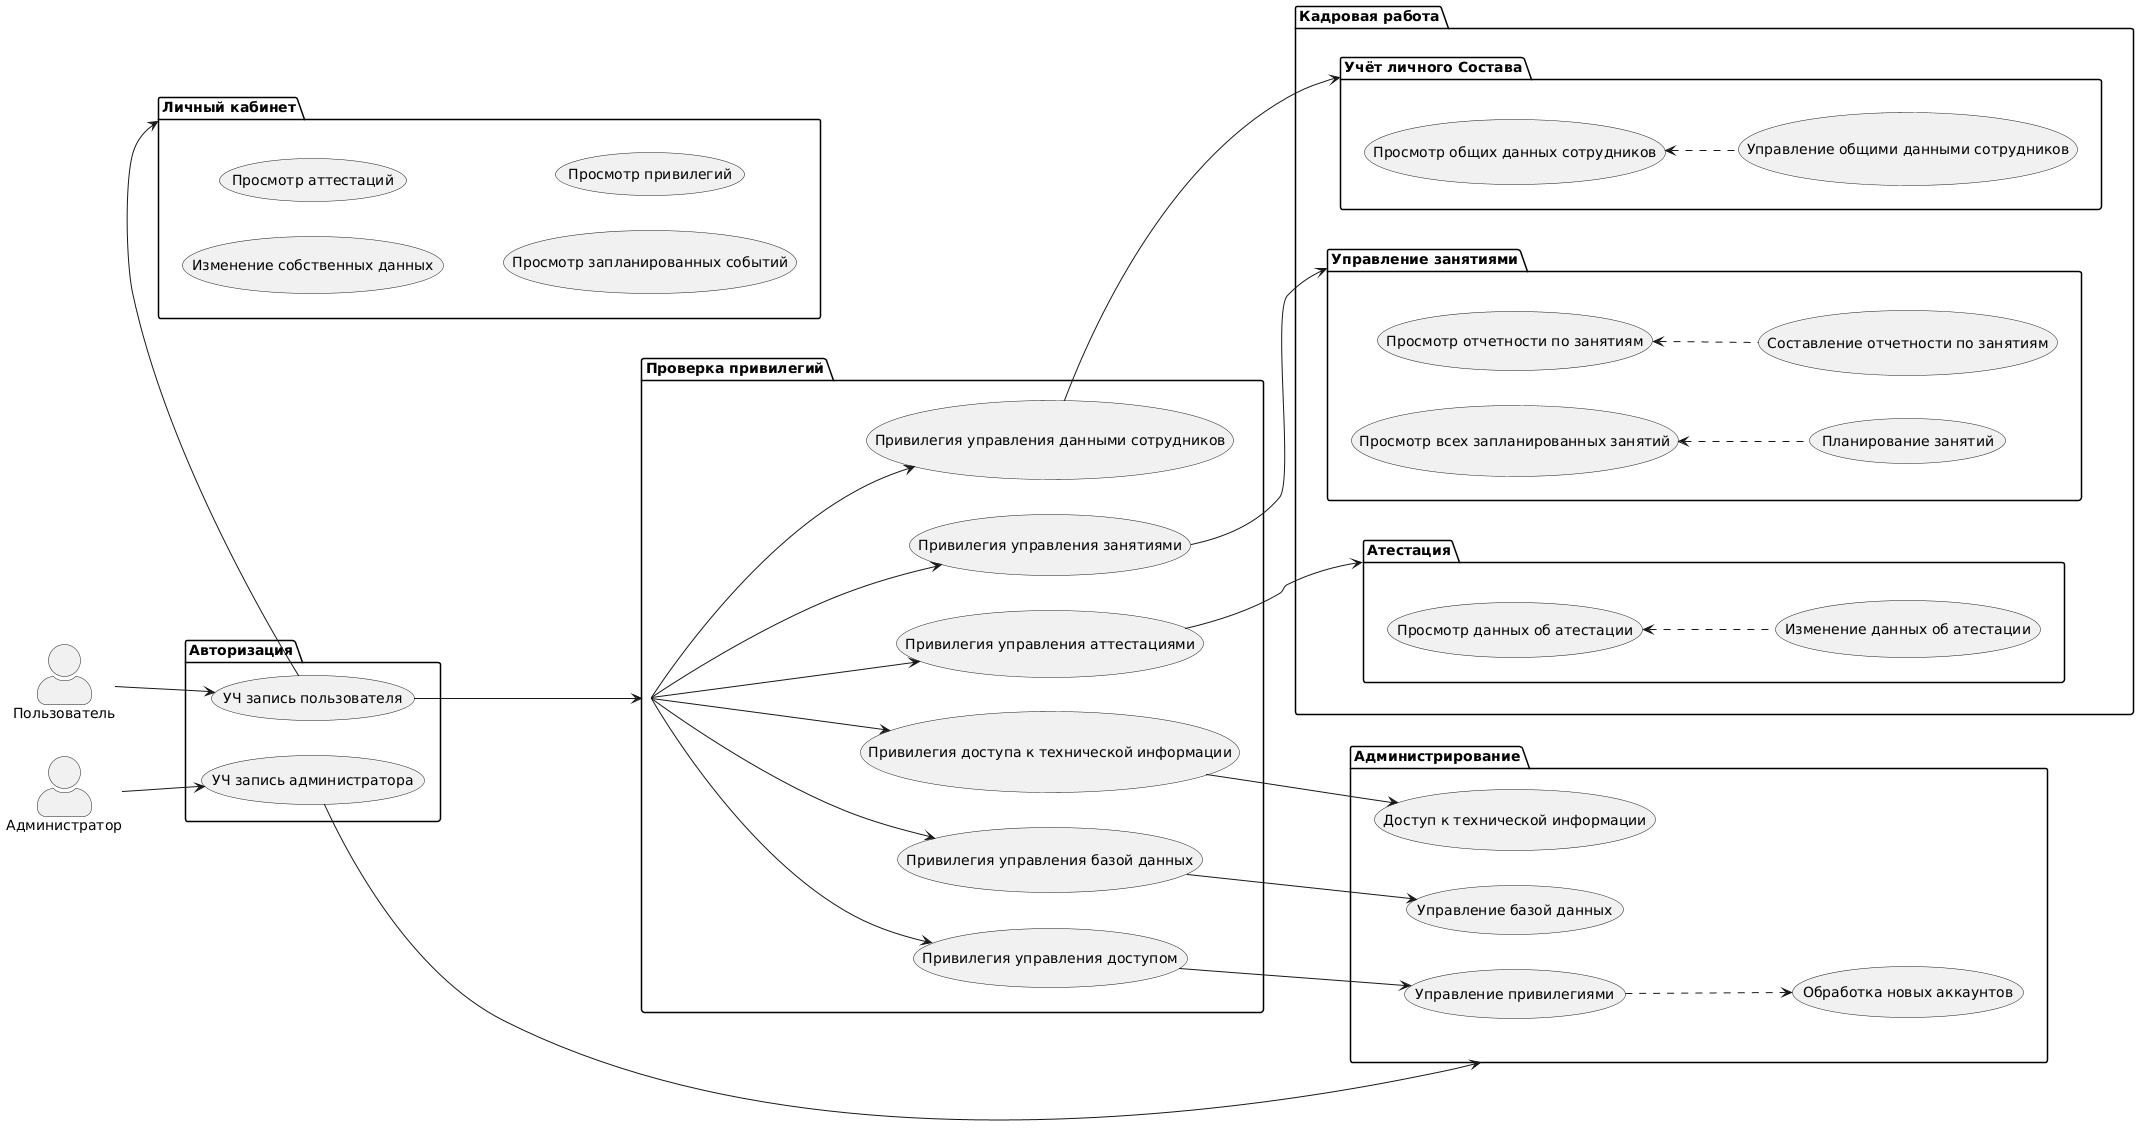 Кадровая работа
Учёт личного Состава
Просмотр общих данных сотрудников
Управление общими данными сотрудников
Личный кабинет
Просмотр аттестаций
Просмотр привилегий
Изменение собственных данных
Просмотр запланированных событий
Управление занятиями
Просмотр отчетности по занятиям
Составление отчетности по занятиям
Просмотр всех запланированных занятий
Планирование занятий
Проверка привилегий
Привилегия управления данными сотрудников
Привилегия управления занятиями
Привилегия управления аттестациями
Привилегия доступа к технической информации
Привилегия управления базой данных
Привилегия управления доступом
Атестация
Просмотр данных об атестации
Изменение данных об атестации
Авторизация
УЧ запись пользователя
УЧ запись администратора
Пользователь
Администратор
Администрирование
Доступ к технической информации
Управление базой данных
Управление привилегиями
Обработка новых аккаунтов